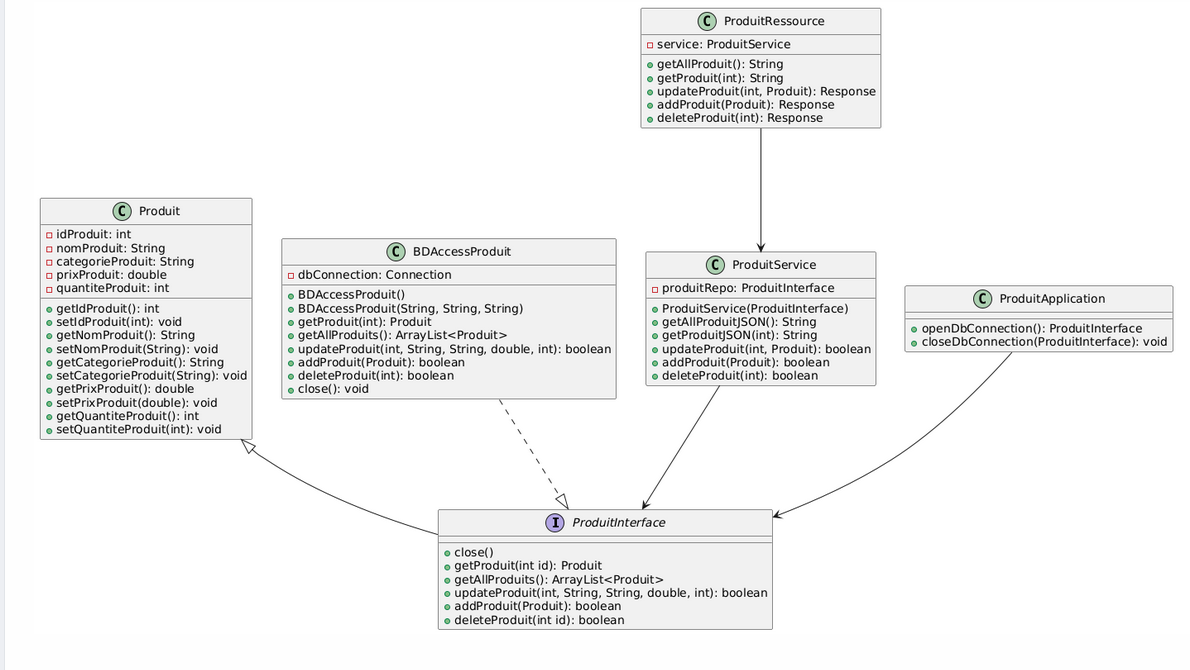 C ProduitRessource
service: ProduitService
getAllProduit(): String
getProduit(int): String
updateProduit(int, Produit): Response
addProduit(Produit): Response
deleteProduit(int): Response
C Produit
idProduit: int
nomProduit: String
categorieProduit: String
prixProduit: double
quantiteProduit: int
getIdProduit(): int
setIdProduit(int): void
getNomProduit(): String
setNomProduit(String): void
getCategorieProduit(): String
setCategorieProduit(String): void
getPrixProduit(): double
setPrixProduit(double): void
getQuantiteProduit(): int
setQuantiteProduit(int): void
C BDAccessProduit
dbConnection: Connection
BDAccessProduit()
BDAccessProduit(String, String, String)
getProduit(int): Produit
getAllProduits(): ArrayList<Produit>
updateProduit(int, String, String, double, int): boolean
addProduit(Produit): boolean
deleteProduit(int): boolean
close(): void
C ProduitService
produitRepo: ProduitInterface
ProduitService(ProduitInterface)
getAllProduitJSON(): String
getProduitJSON(int): String
updateProduit(int, Produit): boolean
addProduit(Produit): boolean
deleteProduit(int): boolean
C ProduitApplication
openDbConnection(): ProduitInterface
closeDbConnection(ProduitInterface): void
I ProduitInterface
close()
getProduit(int id): Produit
getAllProduits(): ArrayList<Produit>
updateProduit(int, String, String, double, int): boolean
addProduit(Produit): boolean
deleteProduit(int id): boolean